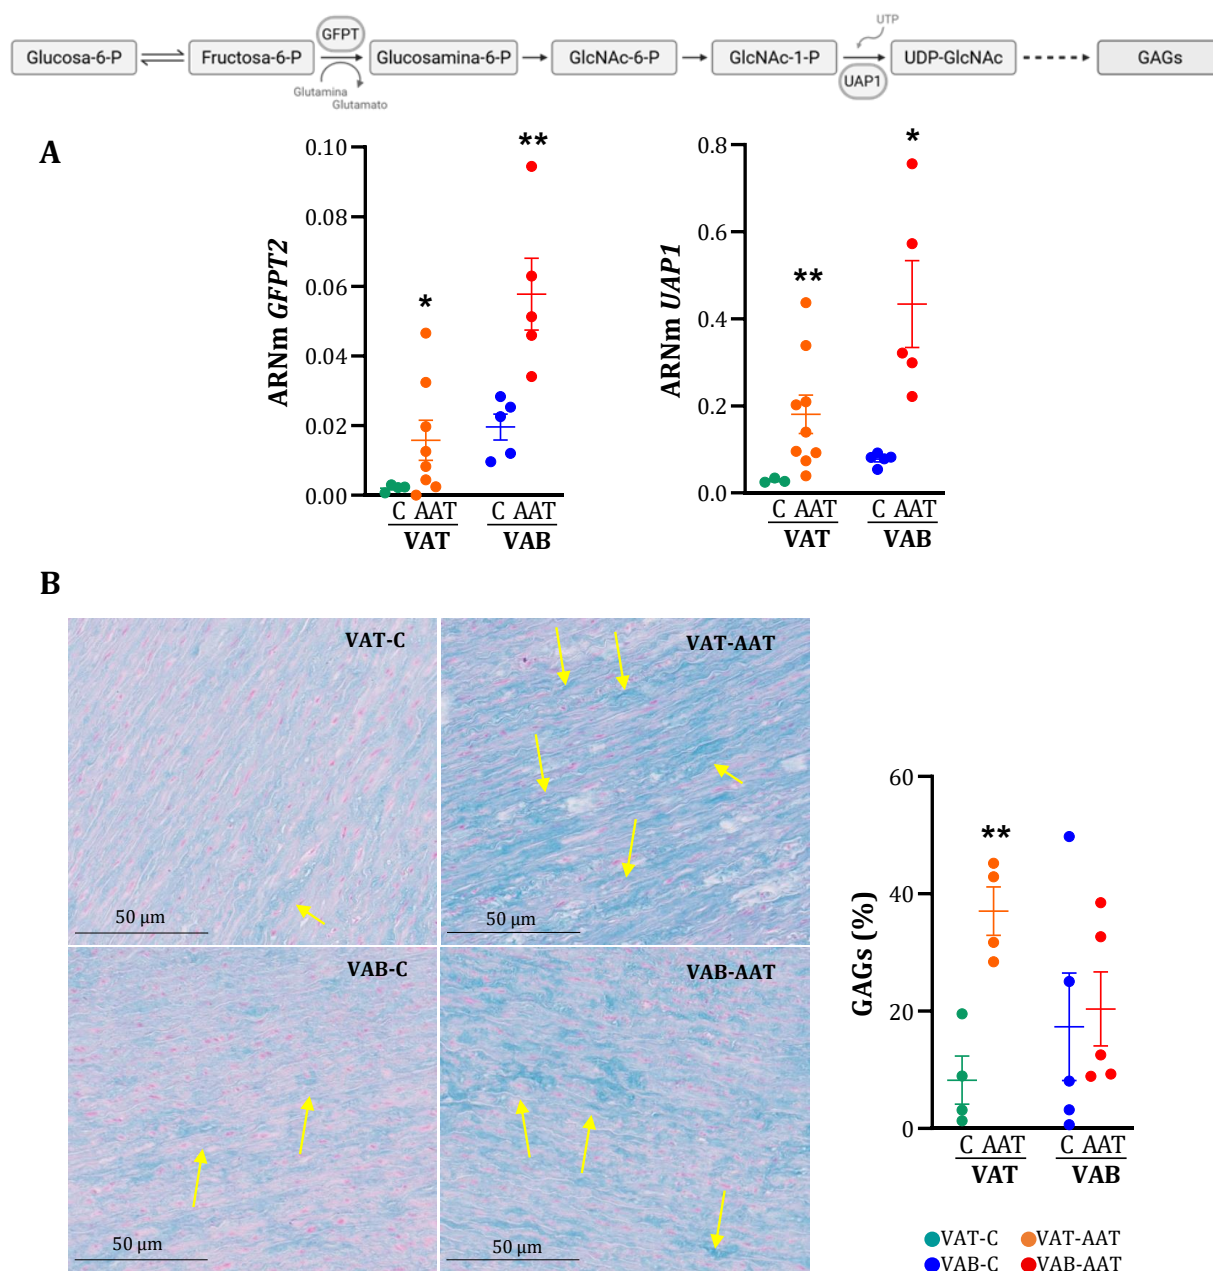 GFPT
UTP
Glucosa-6-P Fructosa-6-P Glucosamina-6-P GlcNAc-6-P GlcNAc-1-P UDP-GlcNAc GAGs
UAP1
Glutamina
Glutamato
A
ARNm GFPT2
0.10
0.08
0.06
0.04
0.02
0.00
*
**
C AAT C AAT
VAT VAB
ARNm UAP1
0.8
0.6
0.4
0.2
0.0
**
*
C AAT C AAT
VAT VAB
B
VAT-C
50 µm
VAT-AAT
50 µm
VAB-C
50 µm
VAB-AAT
50 µm
GAGs (%)
60
40
20
0
**
C AAT C AAT
VAT VAB
VAT-C VAT-AAT
VAB-C VAB-AAT